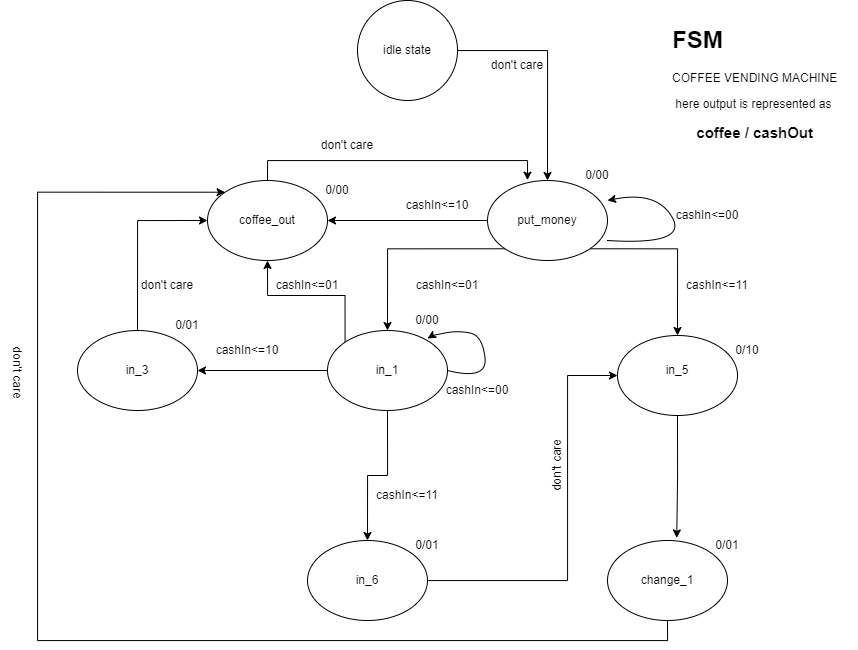 idle state
FSM
don't care
COFFEE VENDING MACHINE
here output is represented as
coffee / cashOut
don't care
0/00
0/00
cashIn<=10
coffee_out
put_money
cashIn<=00
don't care
cashIn<=01
cashIn<=01
cashIn<=11
0/01
0/00
in_3
cashIn<=10
in_1
cashIn<=00
0/10
in_5
don't care
don't care
cashIn<=11
0/01
in_6
0/01
change_1